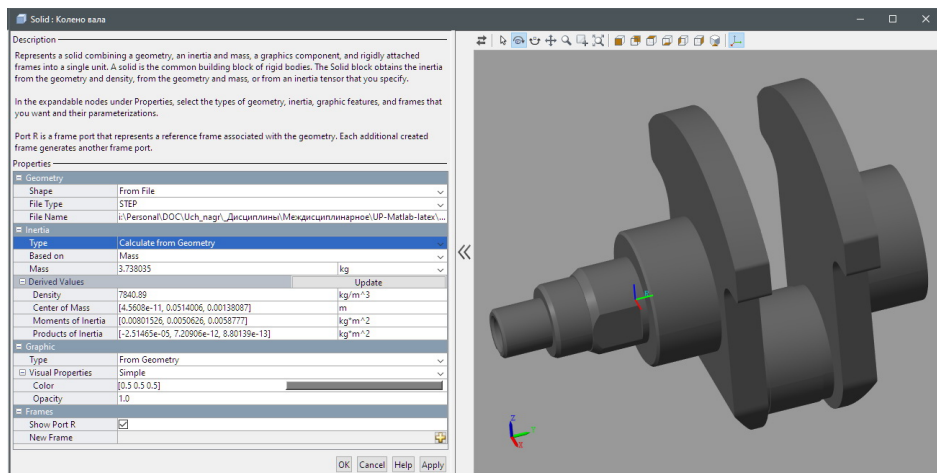 Solid : Колено вала
Description
Represents a solid combining a geometry, an inertia and mass, a graphics component, and rigidly attached
frames into a single unit. A solid is the common building block of rigid bodies. The Solid block obtains the inertia
from the geometry and density, from the geometry and mass, or from an inertia tensor that you specify.
In the expandable nodes under Properties, select the types of geometry, inertia, graphic features, and frames that
you want and their parameterizations.
Port R is a frame port that represents a reference frame associated with the geometry. Each additional created
frame generates another frame port.
Properties
Geometry
Shape From File
File Type STEP
File Name i:\Personal\DOC\Uch_nagr\_Дисциплины\Междисциплинарное\UP-Matlab-latex\...
Inertia
Type Calculate from Geometry
Based on Mass
Mass 3.738035 kg
Derived Values Update
Density 7840.89 kg/m^3
Center of Mass [4.5608e-11, 0.0514006, 0.00138087] m
Moments of Inertia [0.00801526, 0.0050626, 0.0058777] kg*m^2
Products of Inertia [-2.51465e-05, 7.20906e-12, 8.80139e-13] kg*m^2
Graphic
Type From Geometry
Visual Properties Simple
Color [0.5 0.5 0.5]
Opacity 1.0
Frames
Show Port R
New Frame
OK Cancel Help Apply
Z
X